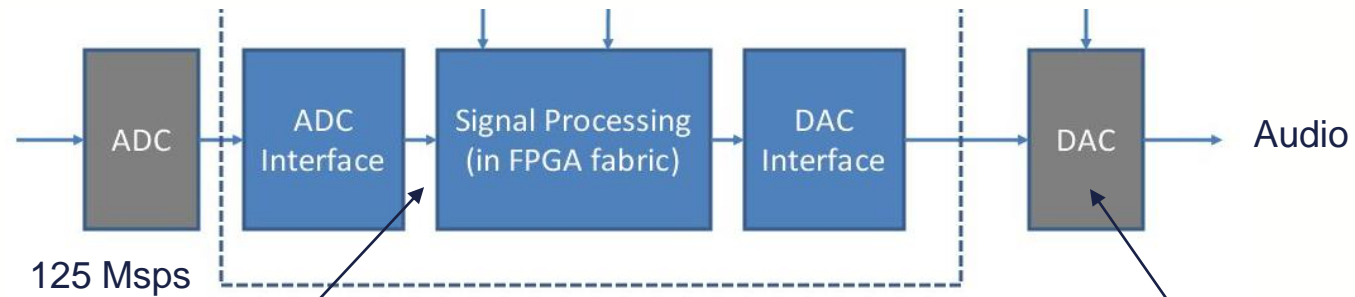 ADC
ADC
Interface
Signal Processing
(in FPGA fabric)
DAC
Interface
DAC
Audio
125 Msps